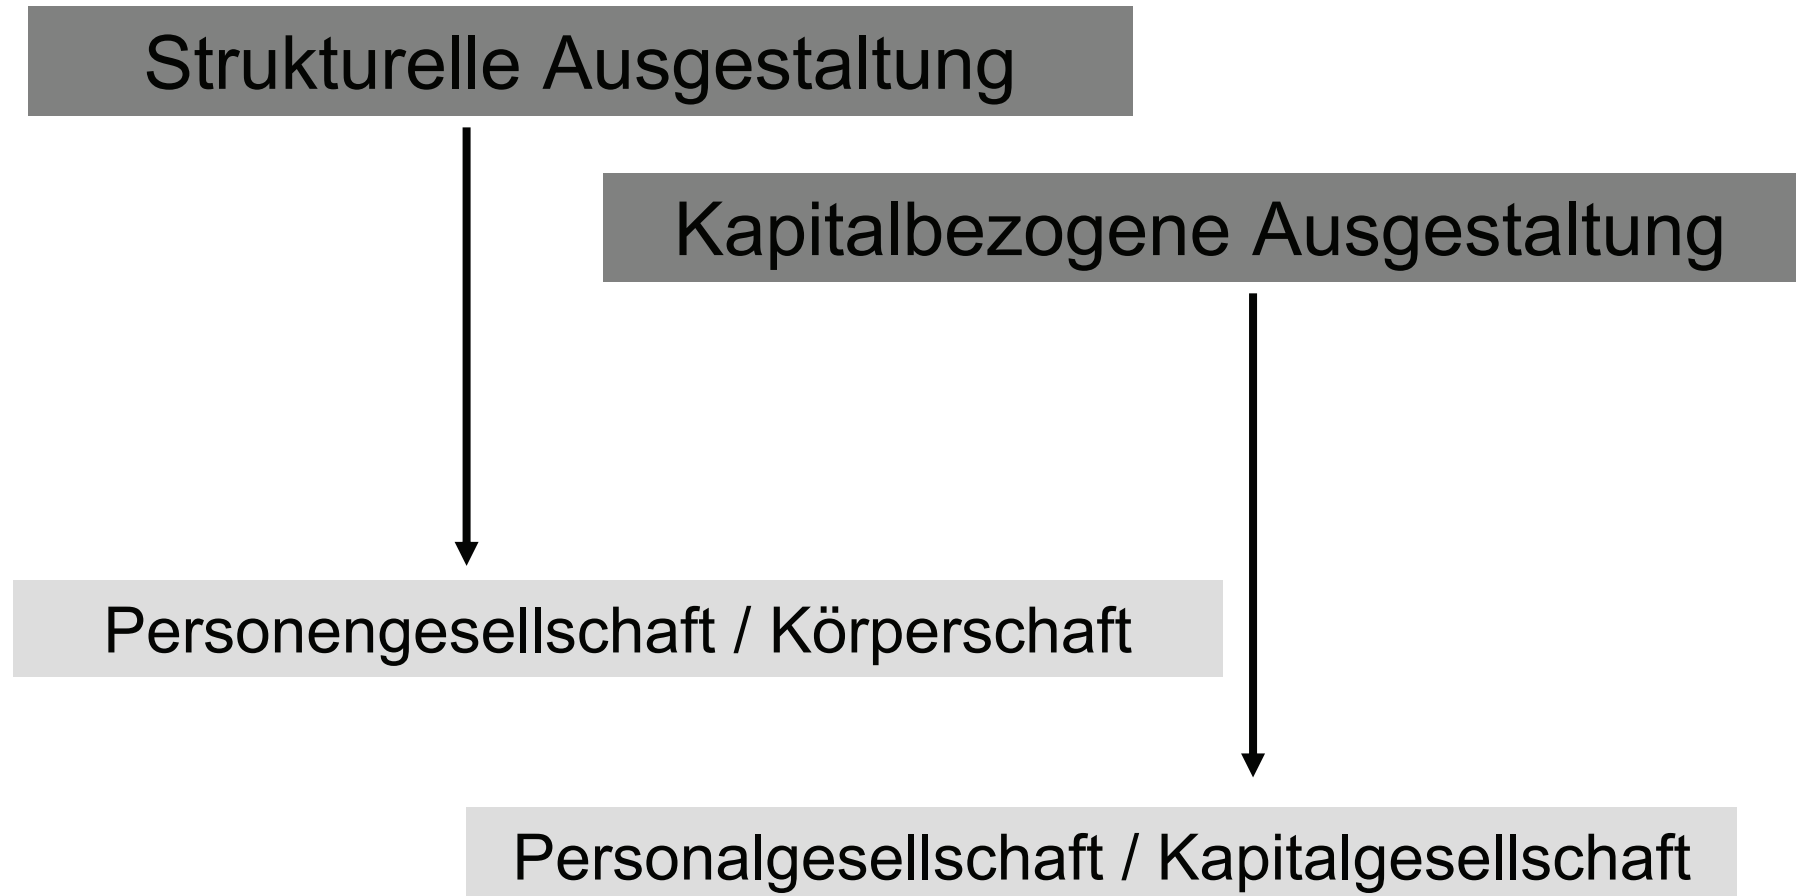 Strukturelle Ausgestaltung
Kapitalbezogene Ausgestaltung
Personengesellschaft / Körperschaft
Personalgesellschaft / Kapitalgesellschaft